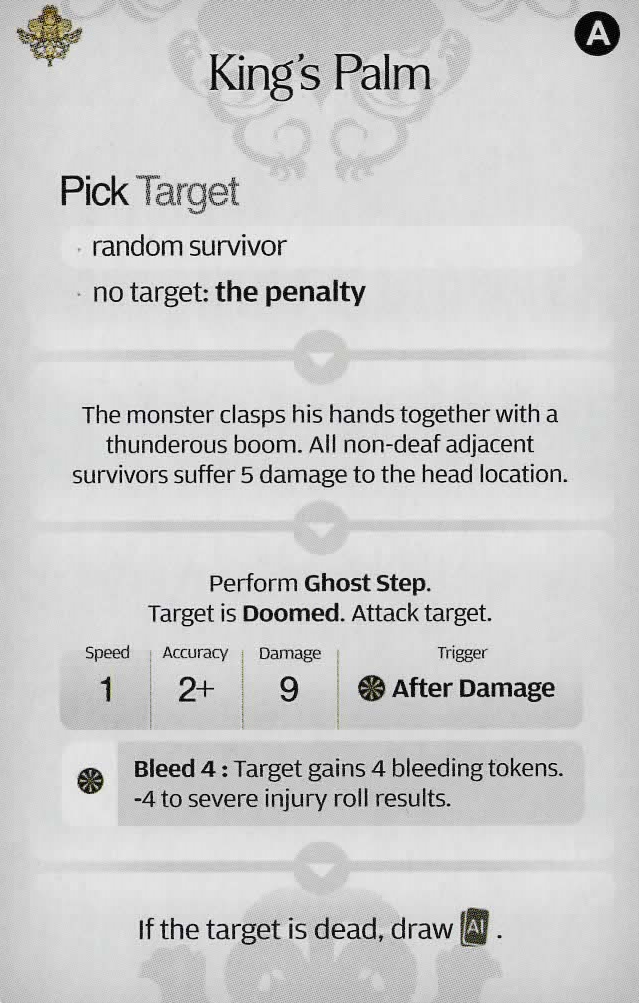 A
King's Palm
Pick Target
· random survivor
· no target: the penalty
The monster clasps his hands together with a
thunderous boom. All non-deaf adjacent
survivors suffer 5 damage to the head location.
Perform Ghost Step.
Target is Doomed. Attack target.
Speed Accuracy Damage Trigger
1 2+ 9 After Damage
Bleed 4 : Target gains 4 bleeding tokens.
-4 to severe injury roll results.
If the target is dead, draw AI .